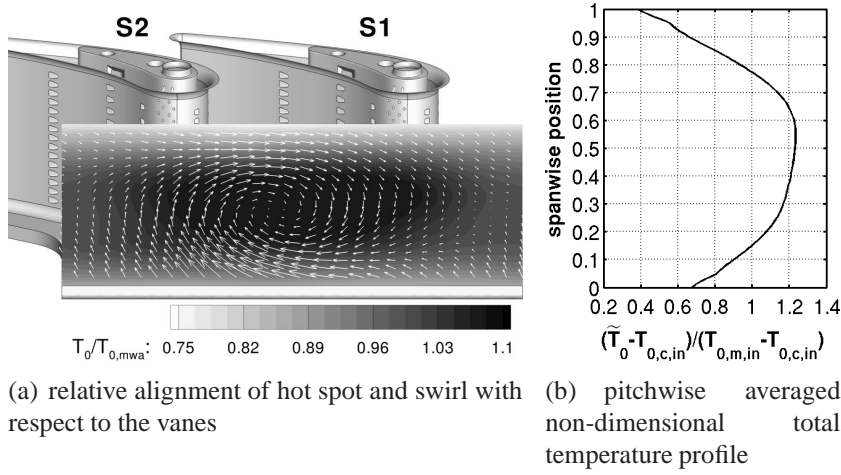 S2 S1
T0/T0,mwa: 0.75 0.82 0.89 0.96 1.03 1.1
(a) relative alignment of hot spot and swirl with
respect to the vanes
spanwise position
1
0.9
0.8
0.7
0.6
0.5
0.4
0.3
0.2
0.1
0
0.2 0.4 0.6 0.8 1 1.2 1.4
(T̃0-T0,c,in)/(T0,m,in-T0,c,in)
(b) pitchwise averaged
non-dimensional total
temperature profile